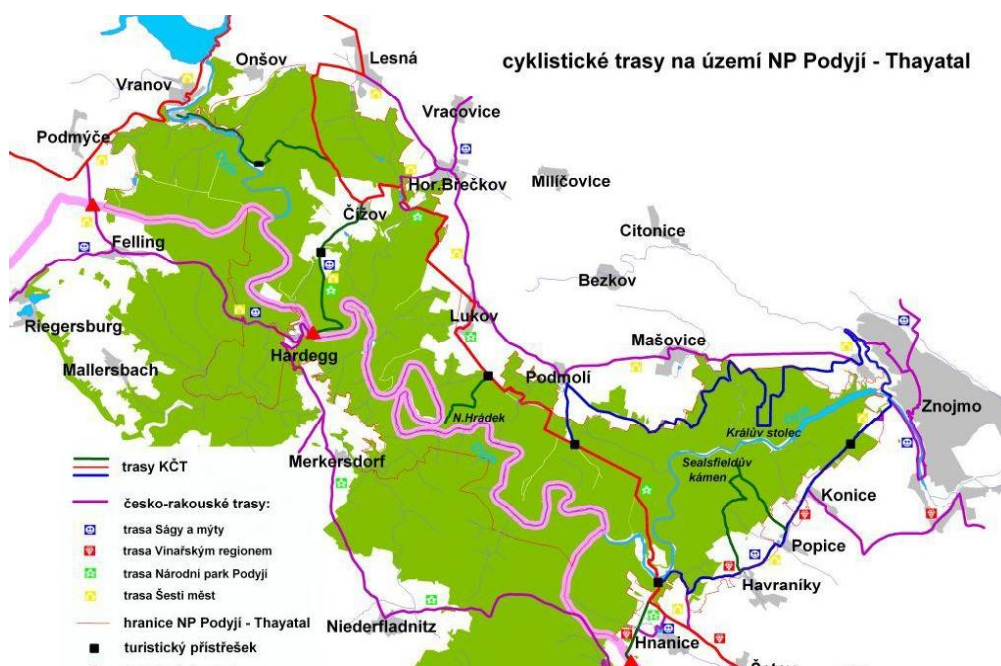 cyklistické trasy na území NP Podyjí - Thayatal
Onšov
Lesná
Vranov
Vracovice
Podmýče
Hor.Břečkov
Milíčovice
Čížov
Citonice
Felling
Bezkov
Riegersburg
Lukov
Mašovice
Hardegg
Mallersbach
Podmolí
Znojmo
N.Hrádek
Králův stolec
Merkersdorf
Sealsfieldův
kámen
Konice
Popice
Havraníky
Niederfladnitz
Hnanice
trasy KČT
česko-rakouské trasy:
trasa Ságy a mýty
trasa Vinařským regionem
trasa Národní park Podyjí
trasa Šesti měst
hranice NP Podyjí - Thayatal
turistický přístřešek